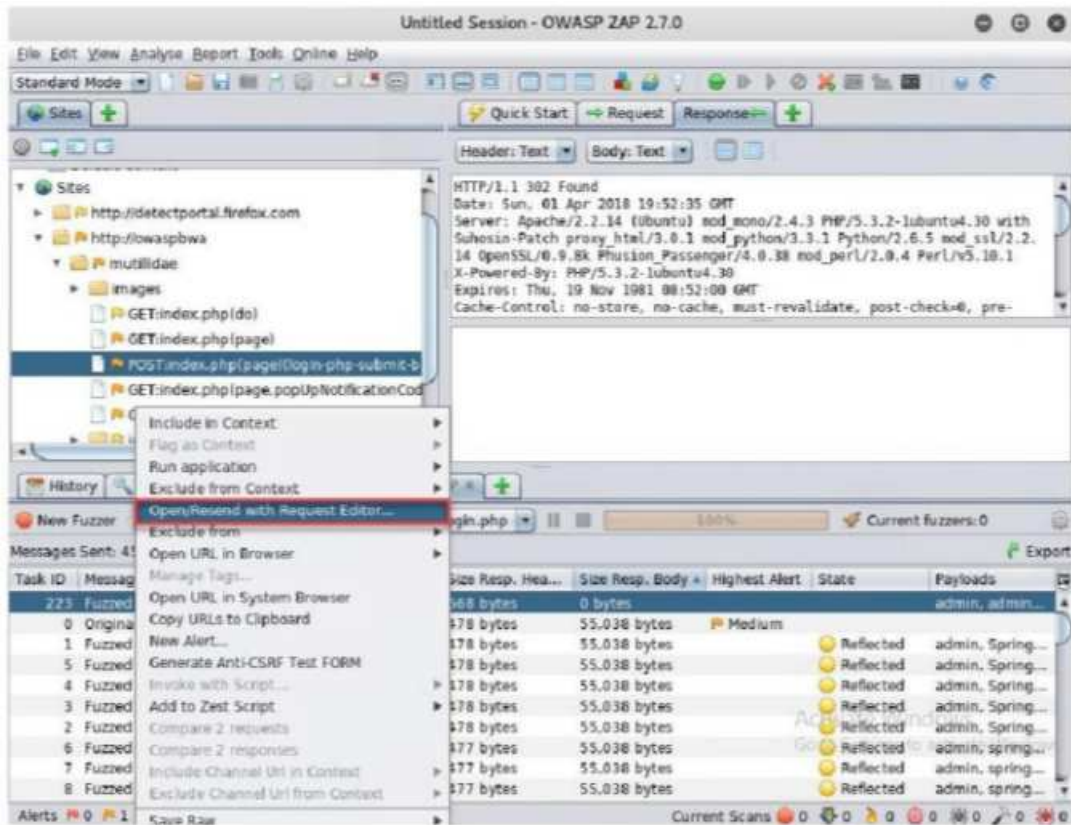 Untitled Session - OWASP ZAP 2.7.0
File Edit View Analyse Report Tools Online Help
Standard Mode
Sites
Quick Start Request Response
Header: Text Body: Text
Sites
http://detectportal.firefox.com
http://owaspbwa
mutillidae
images
GET:index.php(do)
GET:index.php(page)
POST:index.php(page)(login-php-submit-b
GET:index.php(page,popUpNotificationCod
HTTP/1.1 302 Found
Date: Sun, 01 Apr 2018 19:52:35 GMT
Server: Apache/2.2.14 (Ubuntu) mod_mono/2.4.3 PHP/5.3.2-1ubuntu4.30 with
Suhosin-Patch proxy_html/3.0.1 mod_python/3.3.1 Python/2.6.5 mod_ssl/2.2.
14 OpenSSL/0.9.8k Phusion_Passenger/4.0.38 mod_perl/2.0.4 Perl/v5.10.1
X-Powered-By: PHP/5.3.2-1ubuntu4.30
Expires: Thu, 19 Nov 1981 08:52:00 GMT
Cache-Control: no-store, no-cache, must-revalidate, post-check=0, pre-
Include in Context
Flag as Context
Run application
Exclude from Context
Open/Resend with Request Editor...
Exclude from
Open URL in Browser
Manage Tags...
Open URL in System Browser
Copy URLs to Clipboard
New Alert...
Generate Anti-CSRF Test FORM
Invoke with Script...
Add to Zest Script
Compare 2 requests
Compare 2 responses
Include Channel Url in Context
Exclude Channel Url from Context
Save Raw
History
New Fuzzer ogin.php 100% Current fuzzers: 0
Messages Sent: 45 Export
Task ID Messag Size Resp. Hea... Size Resp. Body Highest Alert State Payloads
223 Fuzzed 568 bytes 0 bytes admin, admin...
0 Origina 478 bytes 55,038 bytes Medium
1 Fuzzed 478 bytes 55,038 bytes Reflected admin, Spring...
5 Fuzzed 478 bytes 55,038 bytes Reflected admin, Spring...
4 Fuzzed 478 bytes 55,038 bytes Reflected admin, Spring...
3 Fuzzed 478 bytes 55,038 bytes Reflected admin, Spring...
2 Fuzzed 478 bytes 55,038 bytes Reflected admin, Spring...
6 Fuzzed 477 bytes 55,038 bytes Reflected admin, spring...
7 Fuzzed 477 bytes 55,038 bytes Reflected admin, spring...
8 Fuzzed 477 bytes 55,038 bytes Reflected admin, spring...
Alerts 0 1 Current Scans 0 0 0 0 0 0 0